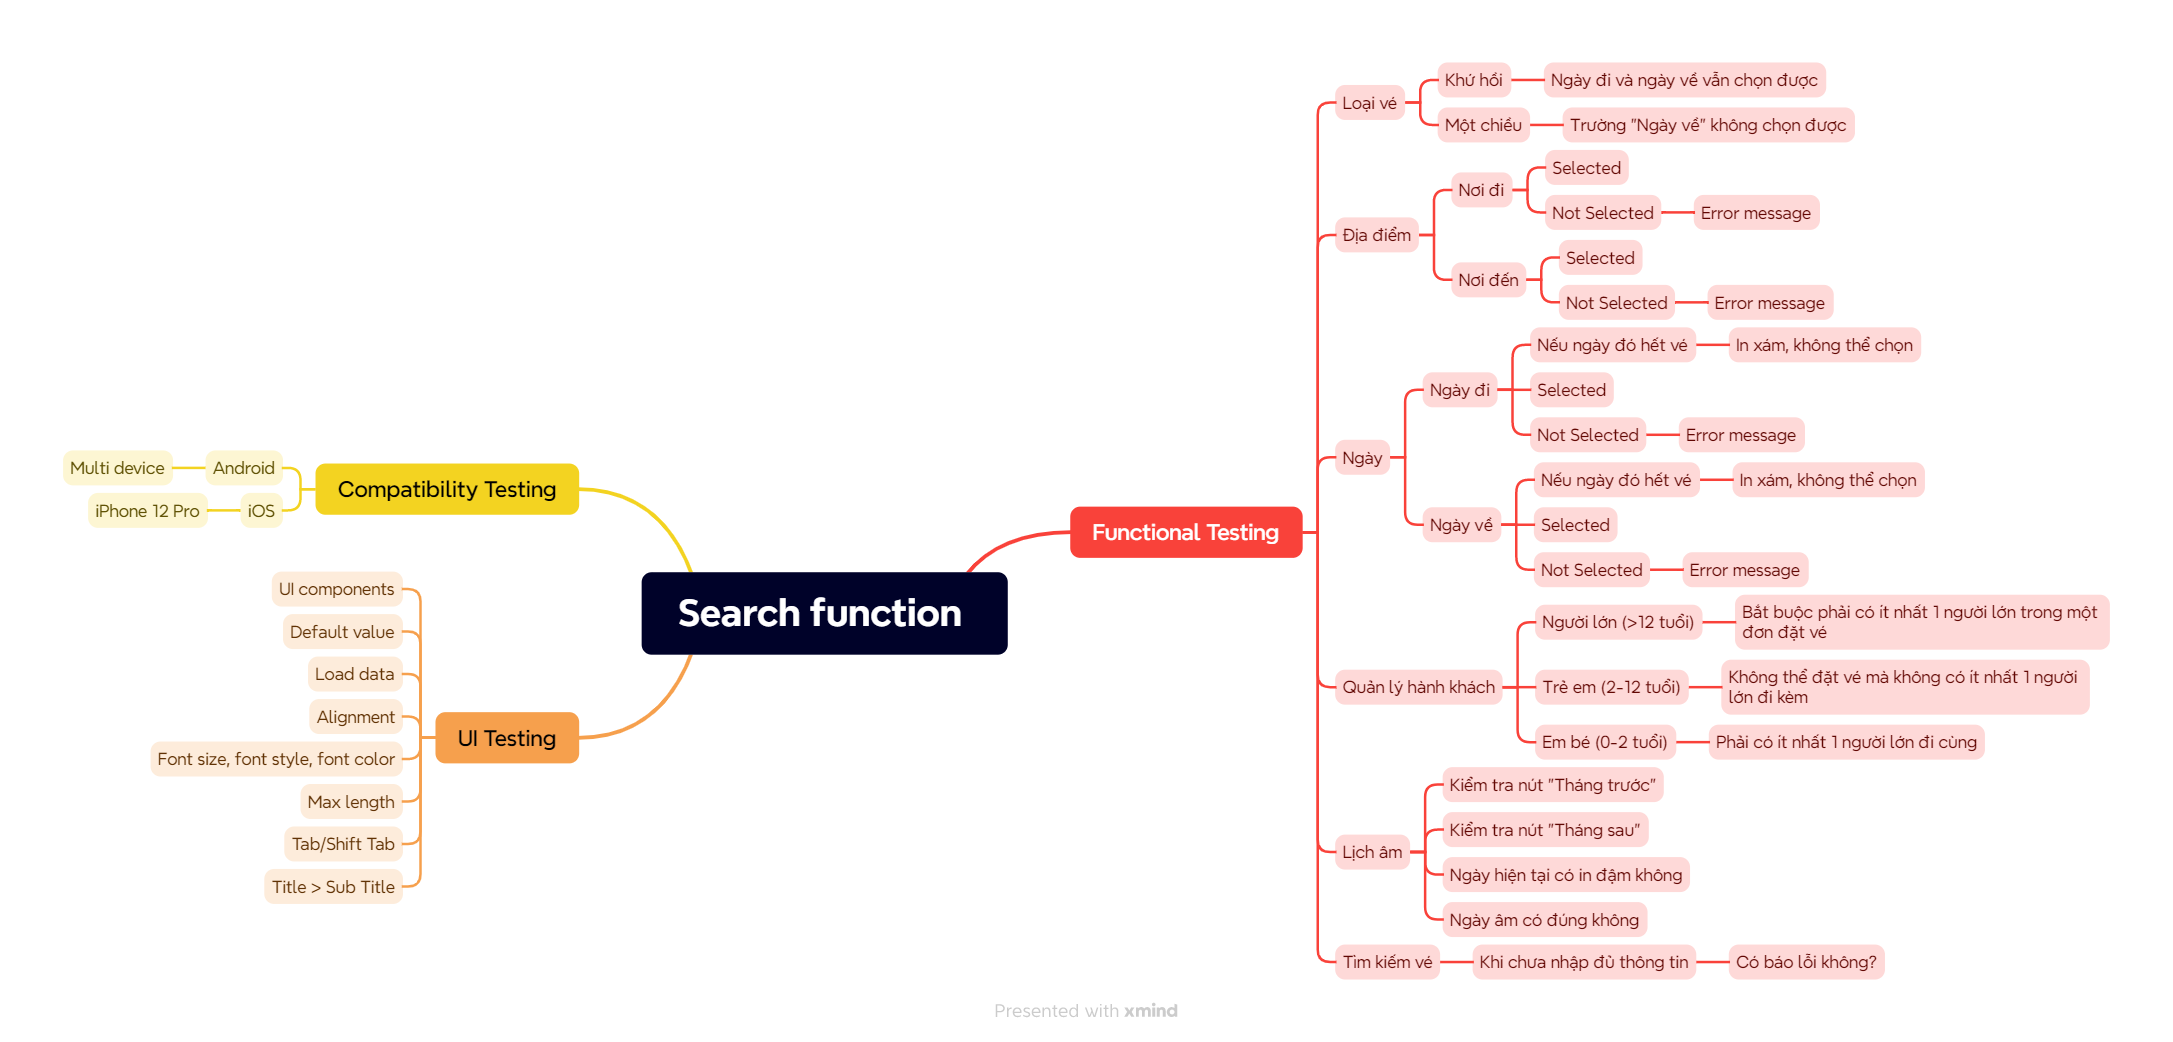 Search function
Functional Testing
Loại vé
Khứ hồi
Ngày đi và ngày về vẫn chọn được
Một chiều
Trường "Ngày về" không chọn được
Địa điểm
Nơi đi
Selected
Not Selected
Error message
Nơi đến
Selected
Not Selected
Error message
Ngày
Ngày đi
Nếu ngày đó hết vé
In xám, không thể chọn
Selected
Not Selected
Error message
Ngày về
Nếu ngày đó hết vé
In xám, không thể chọn
Selected
Not Selected
Error message
Quản lý hành khách
Người lớn (>12 tuổi)
Bắt buộc phải có ít nhất 1 người lớn trong một
đơn đặt vé
Trẻ em (2-12 tuổi)
Không thể đặt vé mà không có ít nhất 1 người
lớn đi kèm
Em bé (0-2 tuổi)
Phải có ít nhất 1 người lớn đi cùng
Lịch âm
Kiểm tra nút "Tháng trước"
Kiểm tra nút "Tháng sau"
Ngày hiện tại có in đậm không
Ngày âm có đúng không
Tìm kiếm vé
Khi chưa nhập đủ thông tin
Có báo lỗi không?
Compatibility Testing
Android
Multi device
iOS
iPhone 12 Pro
UI Testing
UI components
Default value
Load data
Alignment
Font size, font style, font color
Max length
Tab/Shift Tab
Title > Sub Title
Presented with xmind